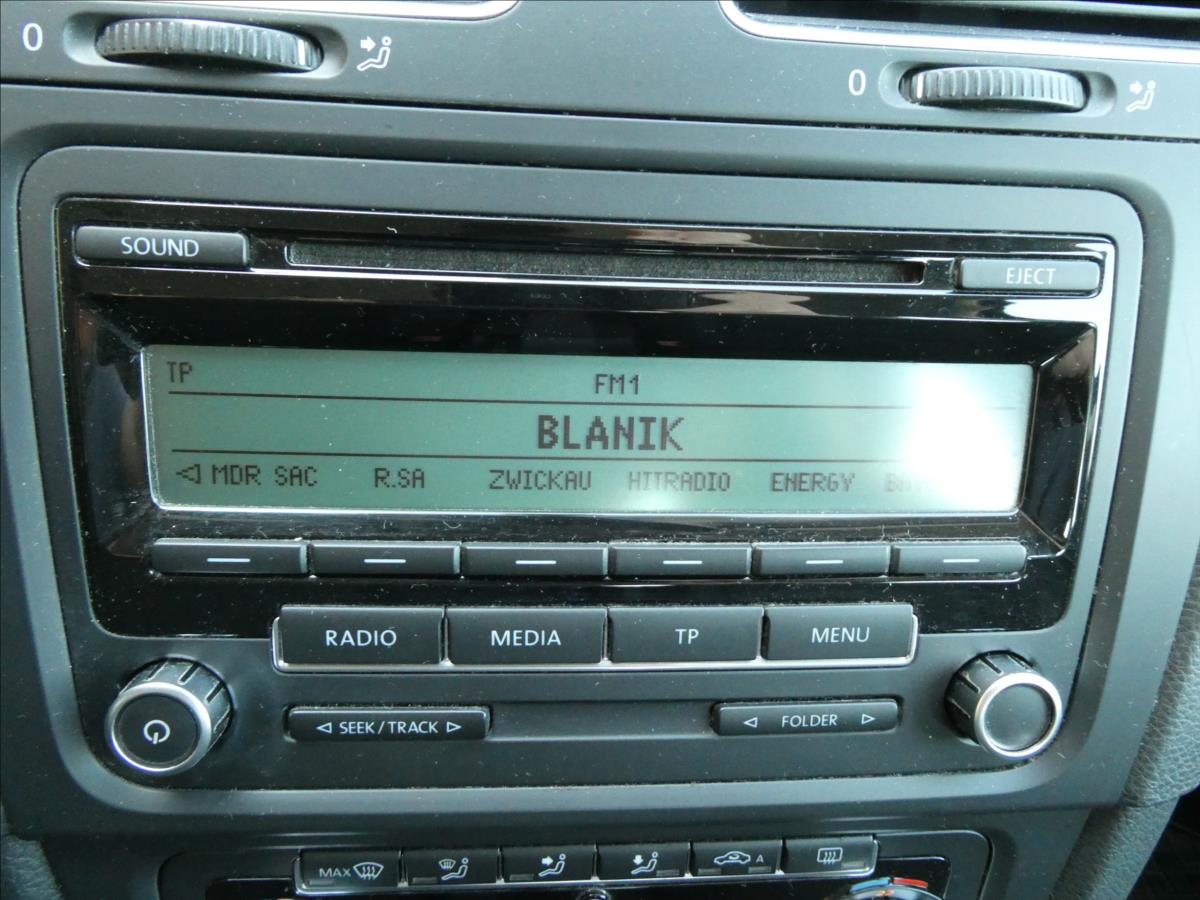 0
0
SOUND
EJECT
TP
FM1
BLANIK
◁ MDR SAC R.SA ZWICKAU HITRADIO ENERGY
RADIO MEDIA TP MENU
◁ SEEK / TRACK ▷
◁ FOLDER ▷
MAX
A